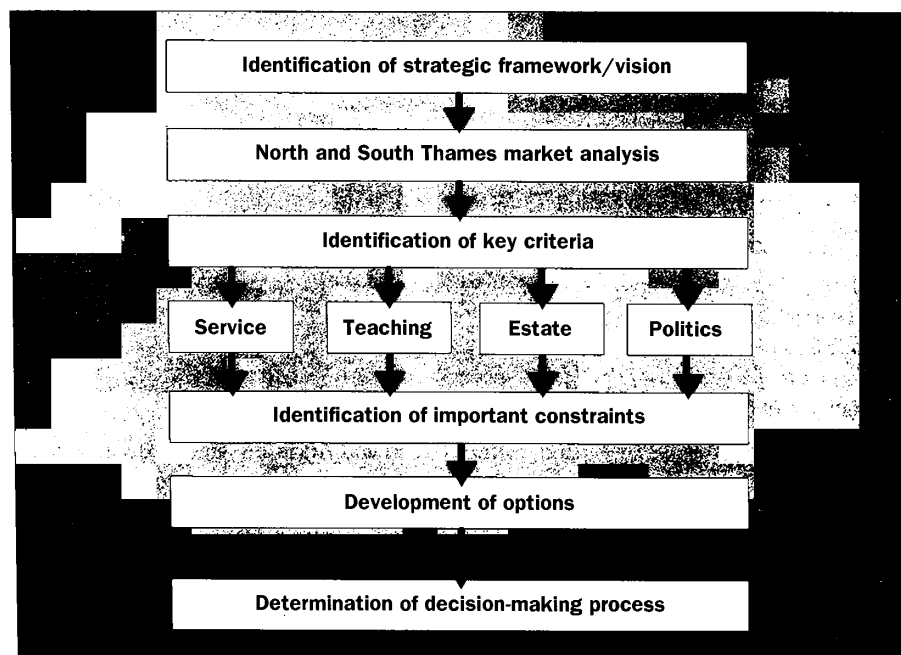 Identification of strategic framework/vision
North and South Thames market analysis
Identification of key criteria
Service
Teaching
Estate
Politics
Identification of important constraints
Development of options
Determination of decision-making process